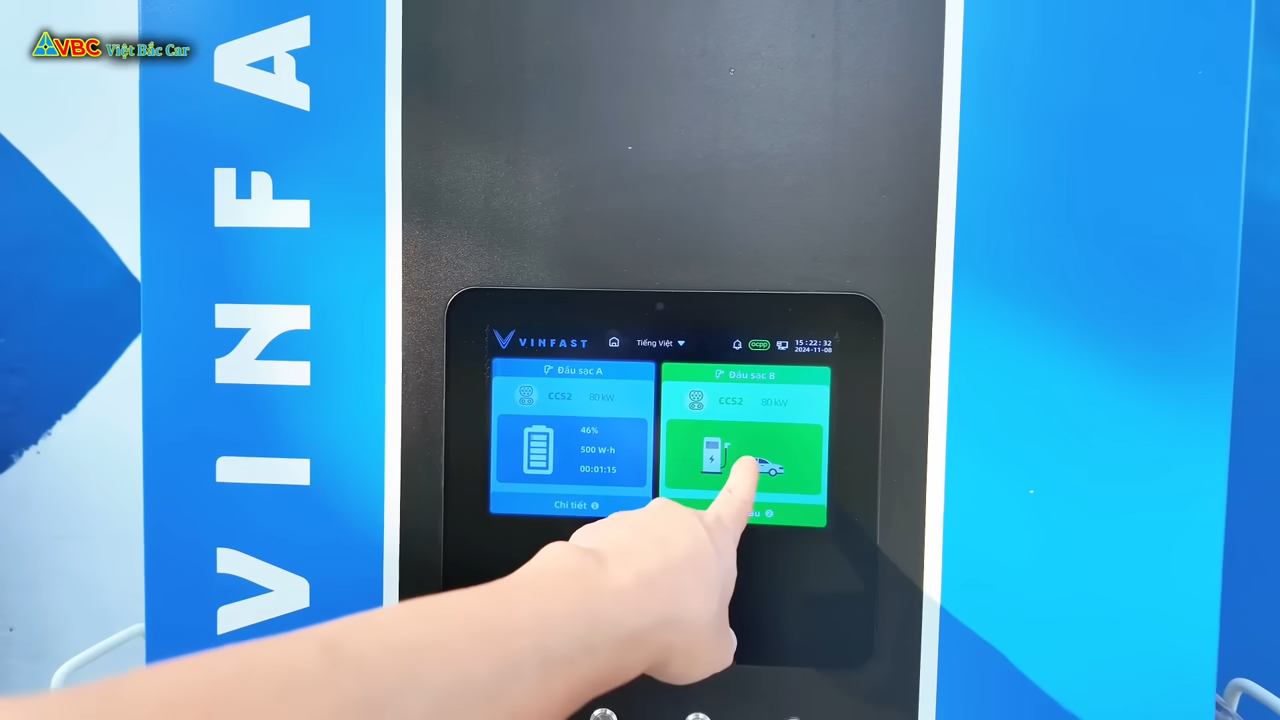 VBC Việt Bắc Car
VINFA
VINFAST
Tiếng Việt
ocpp
15:22:32
2024-11-08
Đầu sạc A
CCS2 80 kW
46%
500 W·h
00:01:15
Chi tiết
Đầu sạc B
CCS2 80 kW